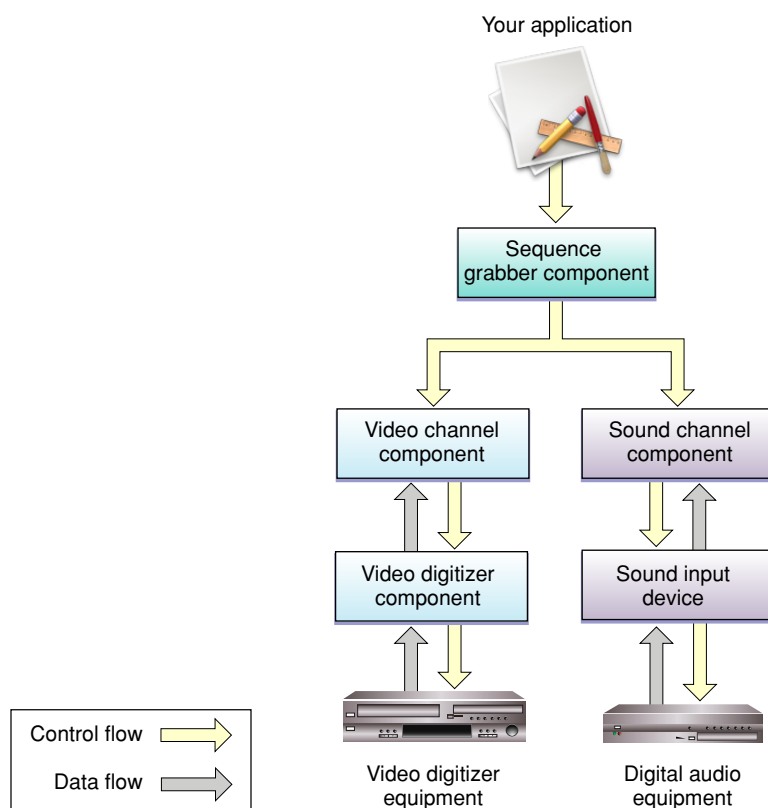 Your application
Sequence
grabber component
Video channel
component
Sound channel
component
Video digitizer
component
Sound input
device
Control flow
Data flow
Video digitizer
equipment
Digital audio
equipment